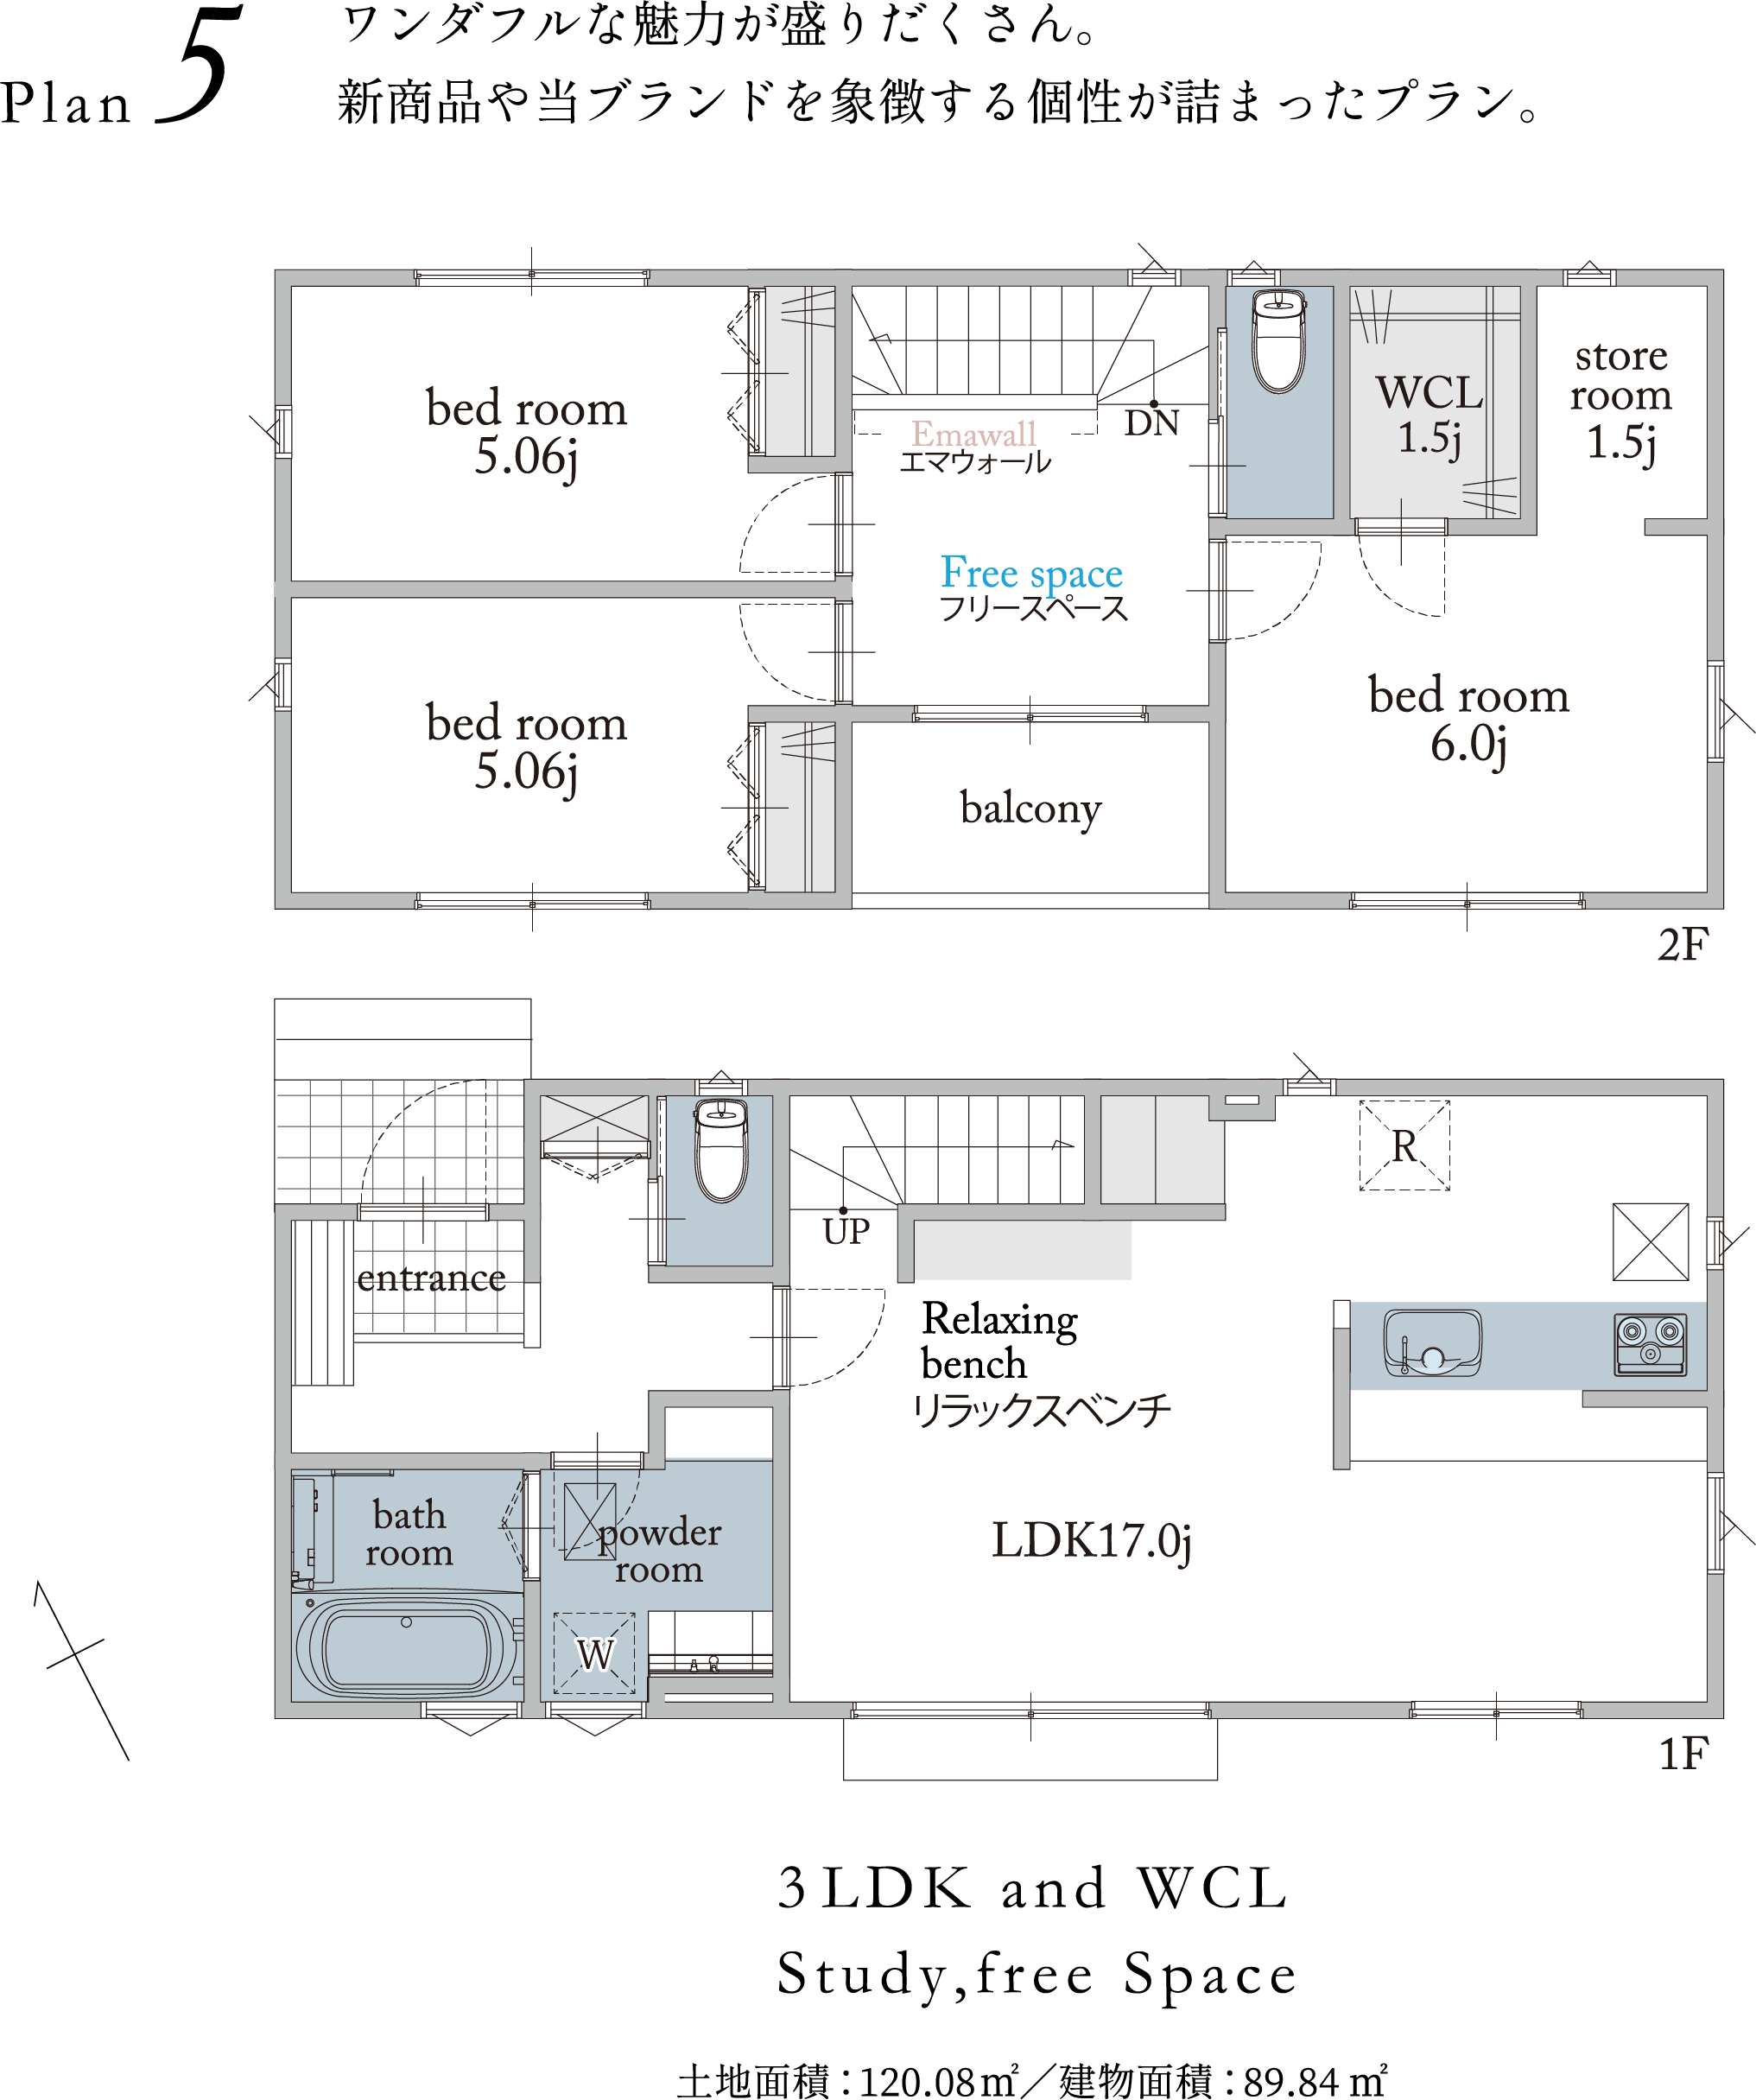 Plan 5
ワンダフルな魅力が盛りだくさん。
新商品や当ブランドを象徴する個性が詰まったプラン。
bed room
5.06j
DN
Emawall
エマウォール
WCL
1.5j
store
room
1.5j
Free space
フリースペース
bed room
5.06j
balcony
bed room
6.0j
2F
R
UP
entrance
Relaxing
bench
リラックスベンチ
bath
room
powder
room
W
LDK17.0j
1F
3LDK and WCL
Study,free Space
土地面積：120.08㎡／建物面積：89.84㎡